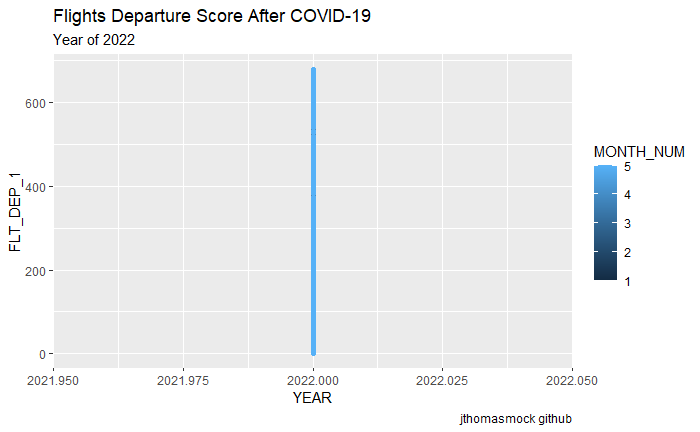 Flights Departure Score After COVID-19
Year of 2022
FLT_DEP_1
600
400
200
0
2021.950 2021.975 2022.000 2022.025 2022.050
YEAR
MONTH_NUM
5
4
3
2
1
jthomasmock github